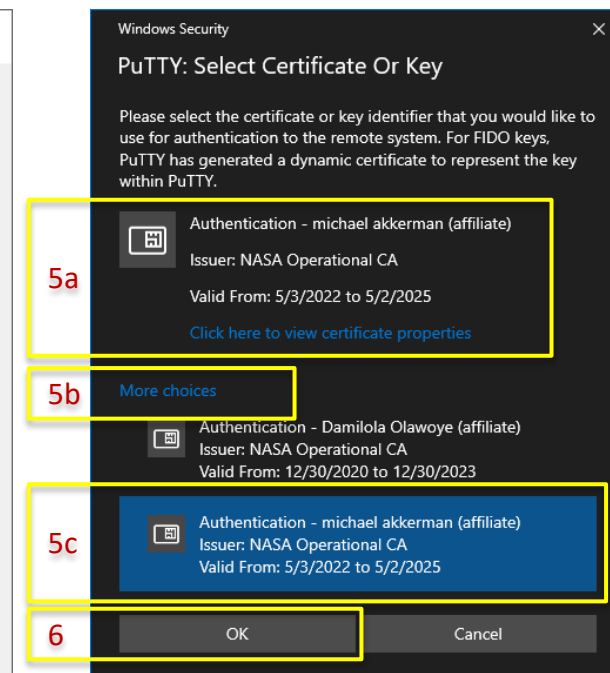 Windows Security
PuTTY: Select Certificate Or Key
Please select the certificate or key identifier that you would like to
use for authentication to the remote system. For FIDO keys,
PuTTY has generated a dynamic certificate to represent the key
within PuTTY.
5a
Authentication - michael akkerman (affiliate)
Issuer: NASA Operational CA
Valid From: 5/3/2022 to 5/2/2025
Click here to view certificate properties
5b
More choices
Authentication - Damilola Olawoye (affiliate)
Issuer: NASA Operational CA
Valid From: 12/30/2020 to 12/30/2023
5c
Authentication - michael akkerman (affiliate)
Issuer: NASA Operational CA
Valid From: 5/3/2022 to 5/2/2025
6
OK
Cancel